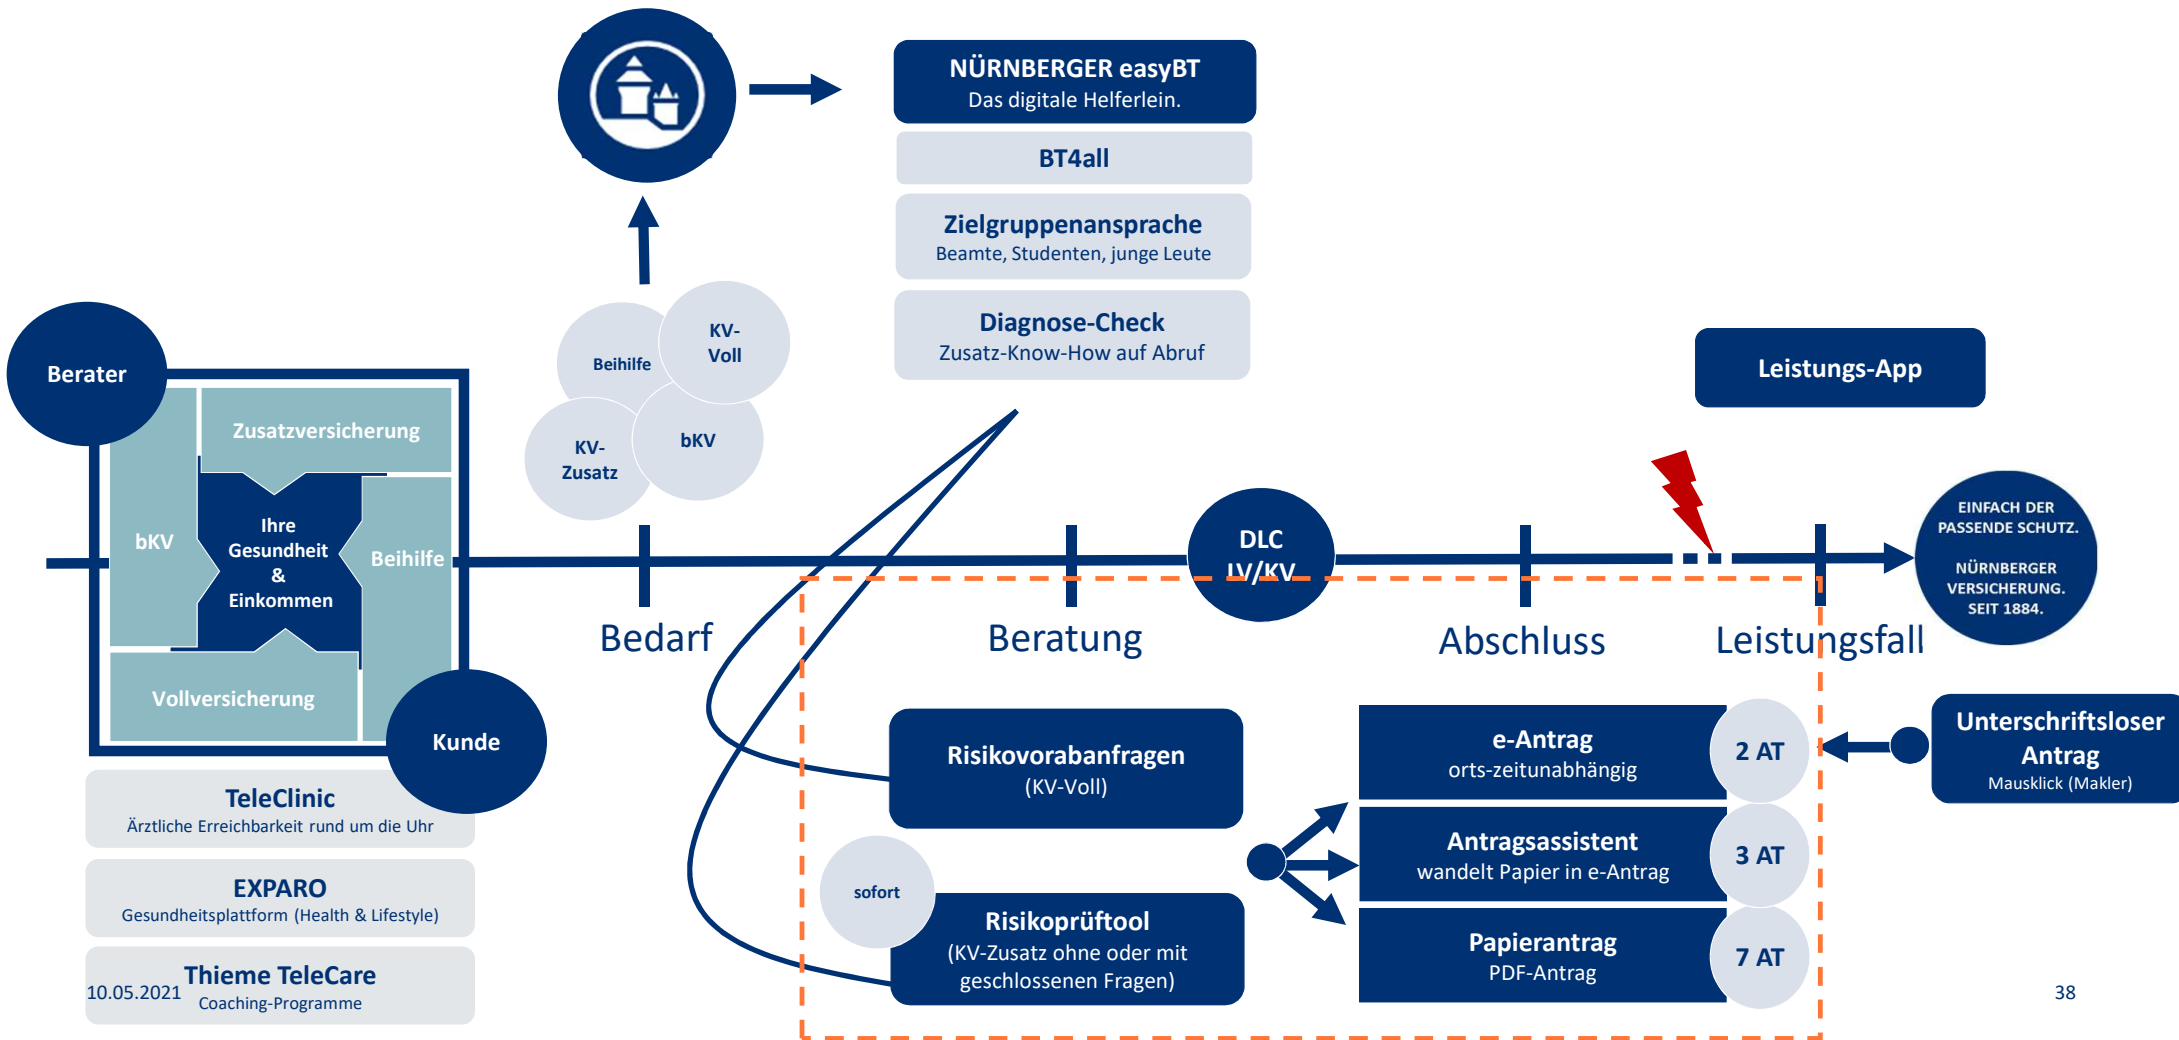 NÜRNBERGER easyBT
Das digitale Helferlein.
BT4all
Zielgruppenansprache
Beamte, Studenten, junge Leute
Diagnose-Check
Zusatz-Know-How auf Abruf
Beihilfe
KV-
Voll
KV-
Zusatz
bKV
Leistungs-App
Berater
Zusatzversicherung
bKV
Ihre
Gesundheit
&
Einkommen
Beihilfe
Vollversicherung
Kunde
DLC
LV/KV
EINFACH DER
PASSENDE SCHUTZ.
NÜRNBERGER
VERSICHERUNG.
SEIT 1884.
Bedarf
Beratung
Abschluss
Leistungsfall
TeleClinic
Ärztliche Erreichbarkeit rund um die Uhr
EXPARO
Gesundheitsplattform (Health & Lifestyle)
Thieme TeleCare
Coaching-Programme
10.05.2021
Risikovorabanfragen
(KV-Voll)
sofort
Risikoprüftool
(KV-Zusatz ohne oder mit
geschlossenen Fragen)
e-Antrag
orts-zeitunabhängig
2 AT
Antragsassistent
wandelt Papier in e-Antrag
3 AT
Papierantrag
PDF-Antrag
7 AT
Unterschriftsloser
Antrag
Mausklick (Makler)
38